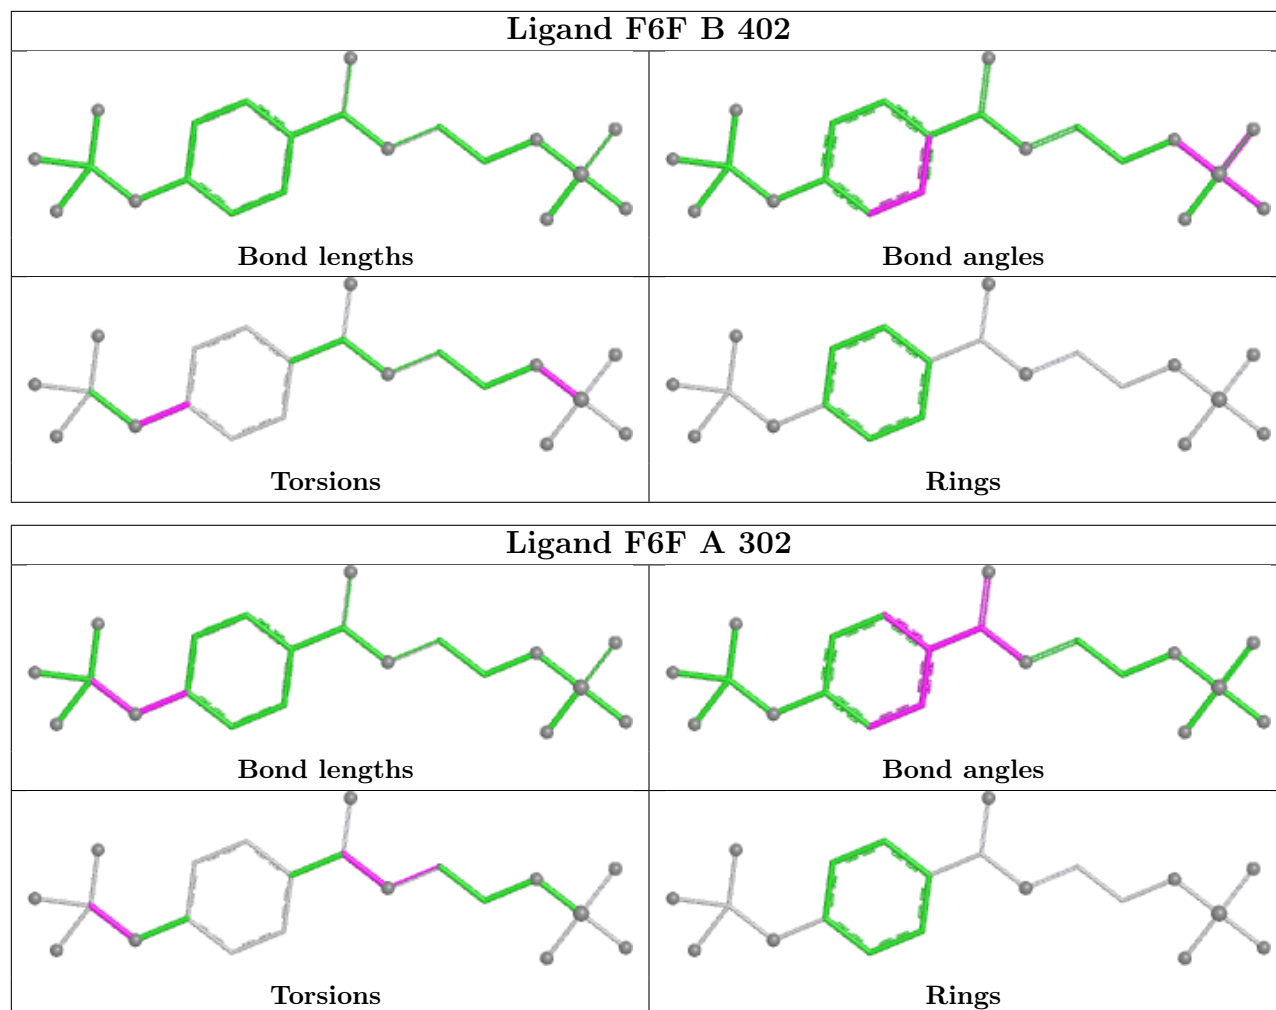 Ligand F6F B 402
Bond lengths
Bond angles
Torsions
Rings
Ligand F6F A 302
Bond lengths
Bond angles
Torsions
Rings